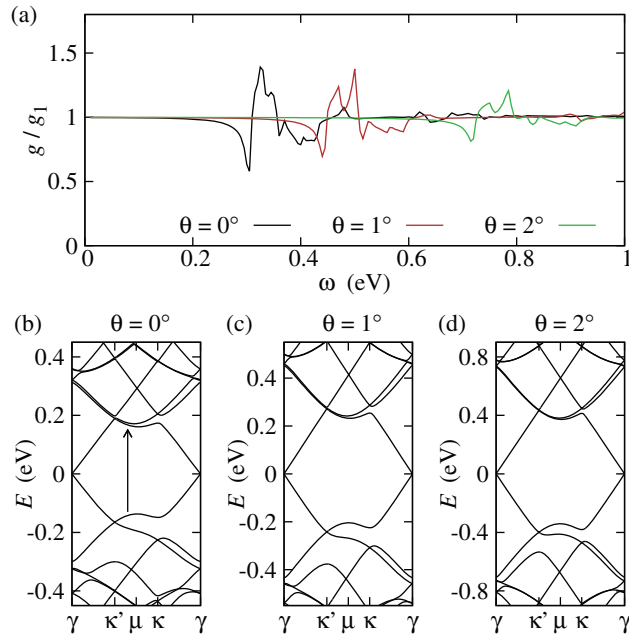 (a)
1.5
1
0.5
0
g / g₁
θ = 0° θ = 1° θ = 2°
0 0.2 0.4 0.6 0.8 1
ω (eV)
(b) θ = 0° (c) θ = 1° (d) θ = 2°
0.4 0.4 0.8
0.2 0.2 0.4
E (eV) 0 E (eV) 0 E (eV) 0
-0.2 -0.2 -0.4
-0.4 -0.4 -0.8
γ κ' μ κ γ γ κ' μ κ γ γ κ' μ κ γ